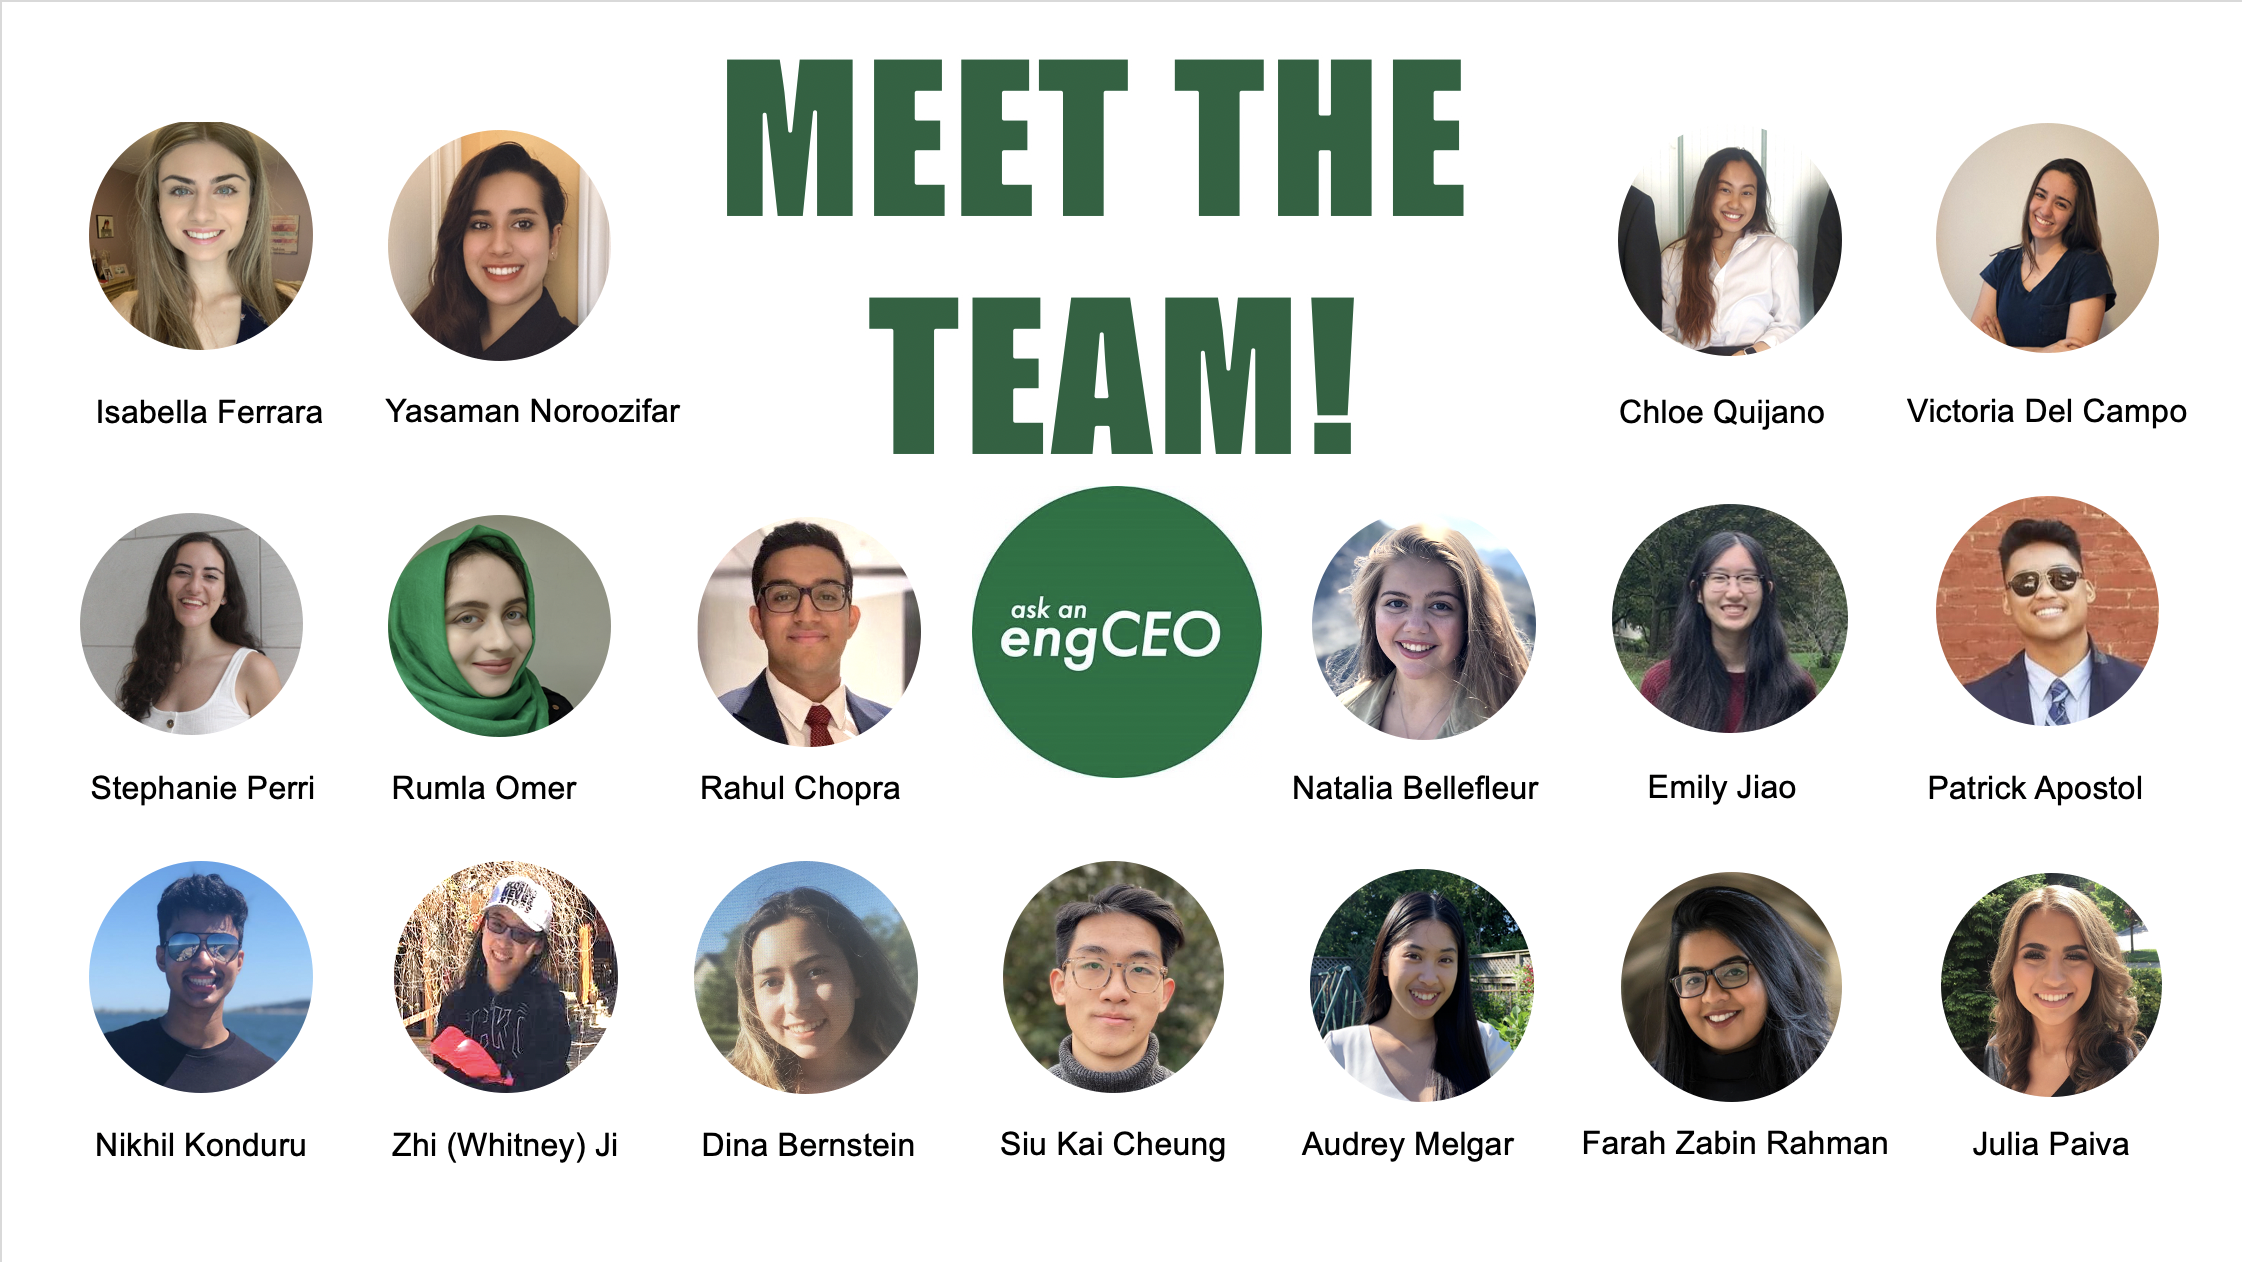 MEET THE
TEAM!
Isabella Ferrara
Yasaman Noroozifar
Chloe Quijano
Victoria Del Campo
ask an
engCEO
Stephanie Perri
Rumla Omer
Rahul Chopra
Natalia Bellefleur
Emily Jiao
Patrick Apostol
Nikhil Konduru
Zhi (Whitney) Ji
Dina Bernstein
Siu Kai Cheung
Audrey Melgar
Farah Zabin Rahman
Julia Paiva